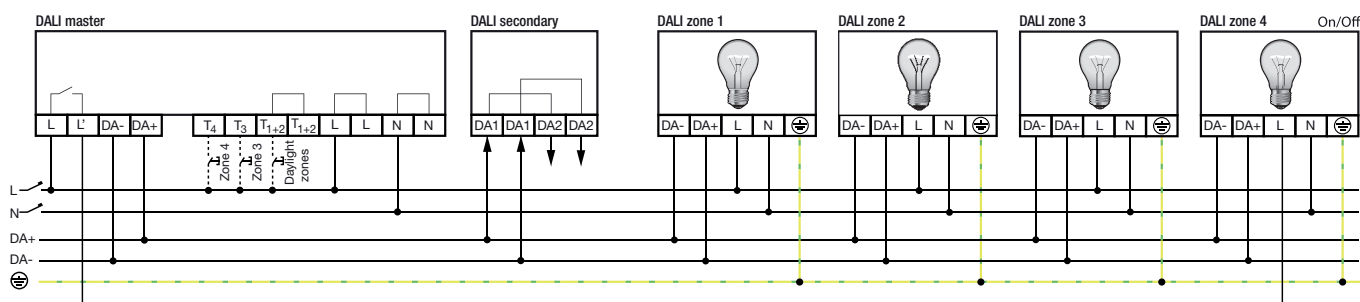 DALI master
DALI secondary
DALI zone 1
DALI zone 2
DALI zone 3
DALI zone 4
On/Off
L L' DA- DA+ T4 T3 T1+2 T1+2 L L N N
DA1 DA1 DA2 DA2
DA- DA+ L N
DA- DA+ L N
DA- DA+ L N
DA- DA+ L N
Zone 4
Zone 3
Daylight
zones
L
N
DA+
DA-